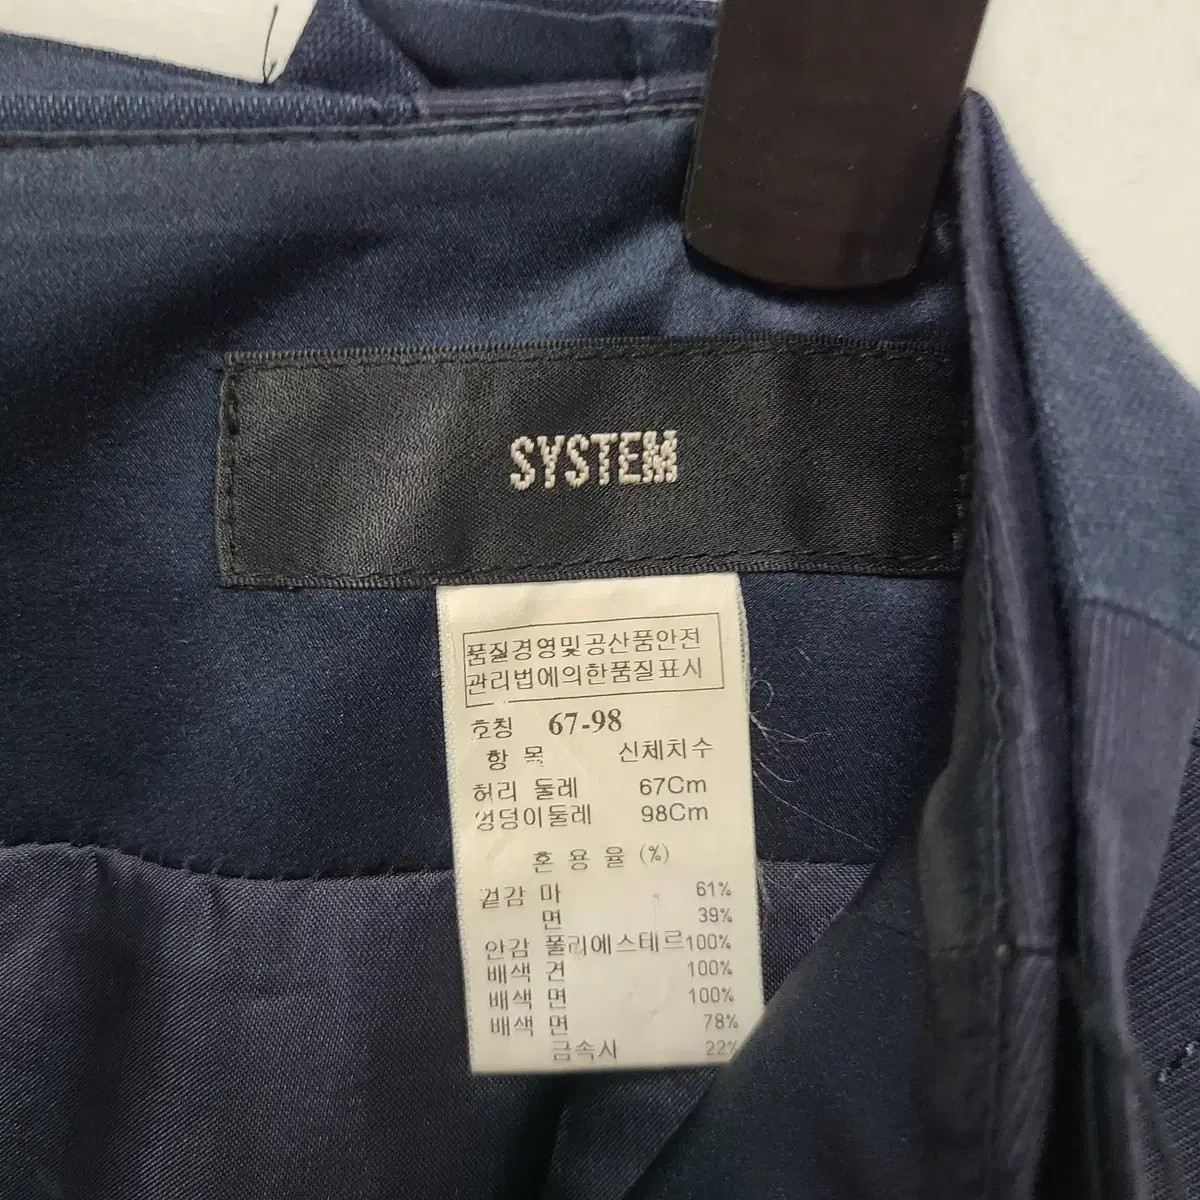 SYSTEM
품질경영및공산품안전
관리법에의한품질표시
호칭 67-98
항 목 신체치수
허리 둘레 67Cm
엉덩이둘레 98Cm
혼 용 율 (%)
겉감 마 61%
면 39%
안감 폴리에스테르100%
배색 견 100%
배색 면 100%
배색 면 78%
금속사 22%